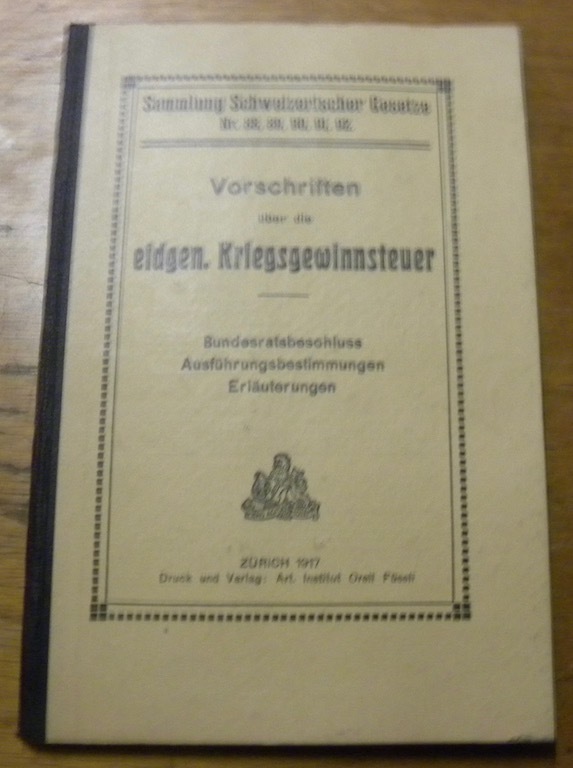 Sammlung Schweizerischer Gesetze
Nr. 88, 89, 90, 91, 92.
Vorschriften
über die
eidgen. Kriegsgewinnsteuer
Bundesratsbeschluss
Ausführungsbestimmungen
Erläuterungen
ZÜRICH 1917
Druck und Verlag: Art. Institut Orell Füssli